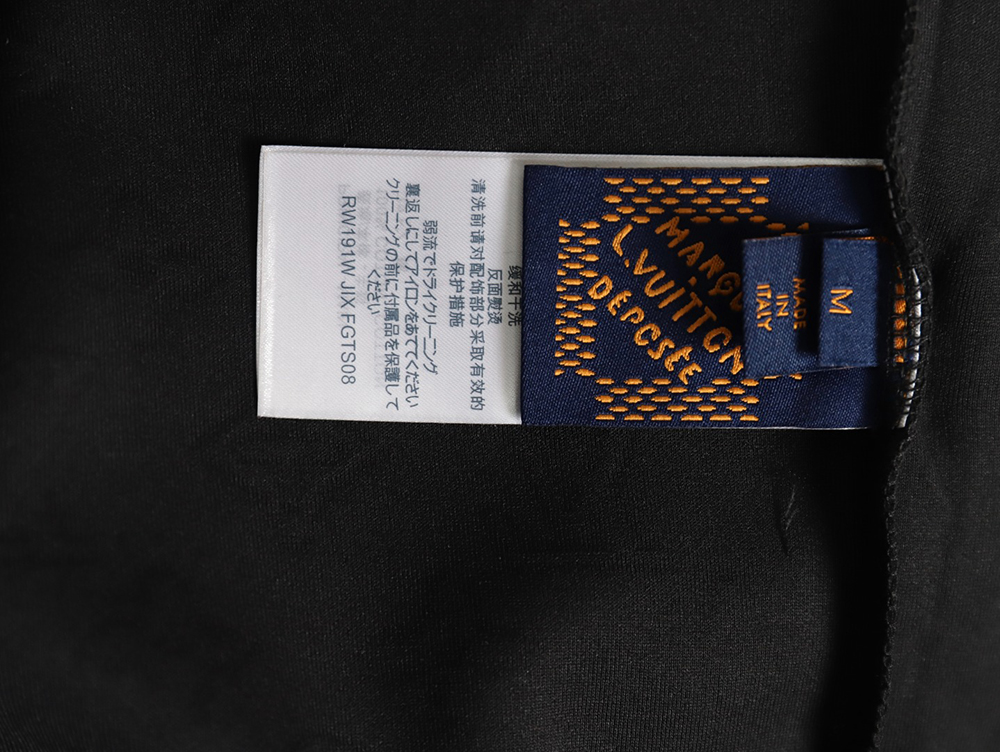 M
MADE
IN
ITALY
L.VUITTON
DEPOSÉE
缓和干洗
反面熨烫
清洗前请对配饰部分采取有效的
保护措施
弱流でドライクリーニング
裏返しにしてアイロンをあててください
クリーニングの前に付属品を保護して
ください
RW191W JIX FGTS08